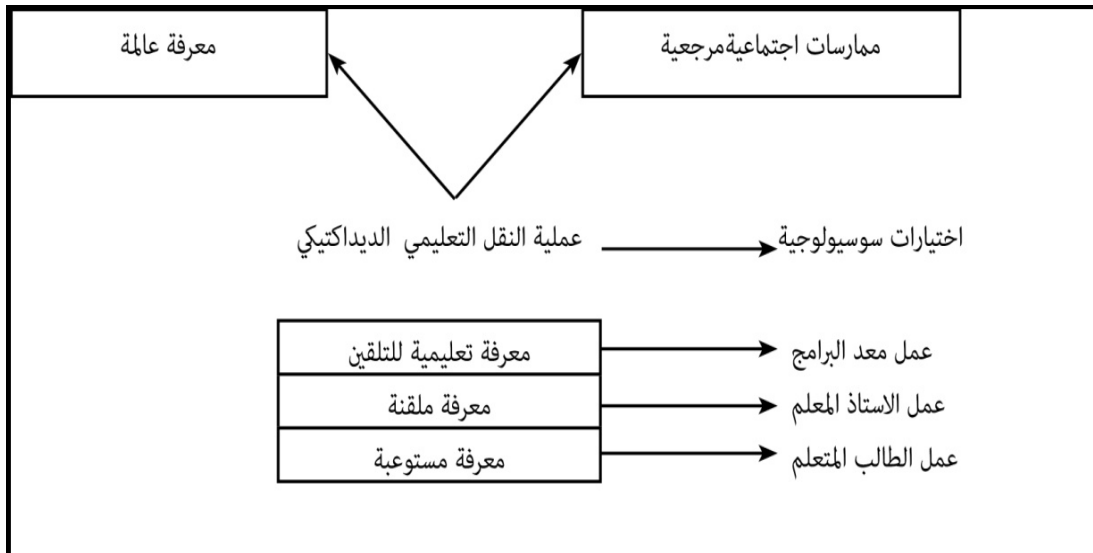 ممارسات اجتماعيةمرجعية
معرفة عالمة
اختيارات سوسيولوجية
عملية النقل التعليمي الديداكتيكي
معرفة تعليمية للتلقين
عمل معد البرامج
معرفة ملقنة
عمل الاستاذ المعلم
معرفة مستوعبة
عمل الطالب المتعلم